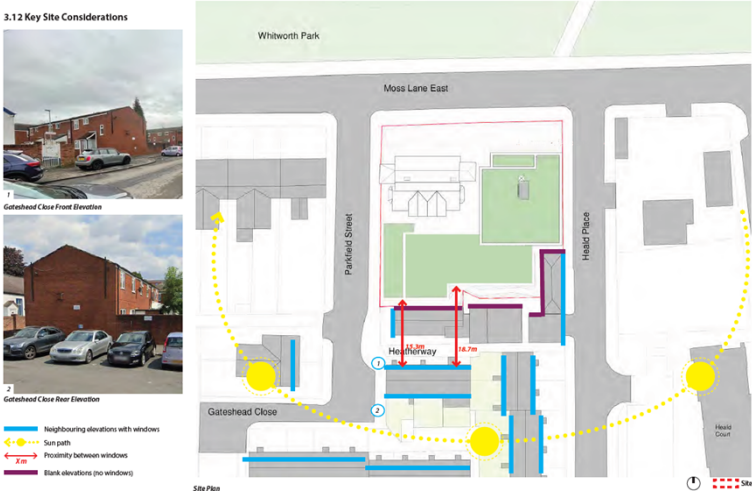 3.12 Key Site Considerations
1
Gateshead Close Front Elevation
2
Gateshead Close Rear Elevation
Neighbouring elevations with windows
Sun path
Proximity between windows
X m
Blank elevations (no windows)
Whitworth Park
Moss Lane East
Parkfield Street
Heald Place
15.3m
16.7m
Heatherway
1
2
Gateshead Close
Heald
Court
Site Plan
Site